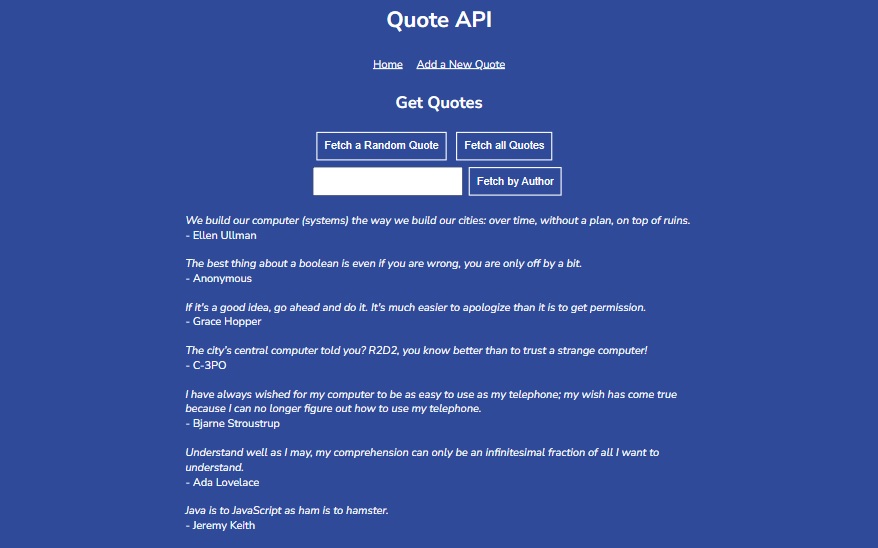 Quote API
Home Add a New Quote
Get Quotes
Fetch a Random Quote Fetch all Quotes
Fetch by Author
We build our computer (systems) the way we build our cities: over time, without a plan, on top of ruins.
- Ellen Ullman
The best thing about a boolean is even if you are wrong, you are only off by a bit.
- Anonymous
If it's a good idea, go ahead and do it. It's much easier to apologize than it is to get permission.
- Grace Hopper
The city's central computer told you? R2D2, you know better than to trust a strange computer!
- C-3PO
I have always wished for my computer to be as easy to use as my telephone; my wish has come true
because I can no longer figure out how to use my telephone.
- Bjarne Stroustrup
Understand well as I may, my comprehension can only be an infinitesimal fraction of all I want to
understand.
- Ada Lovelace
Java is to JavaScript as ham is to hamster.
- Jeremy Keith